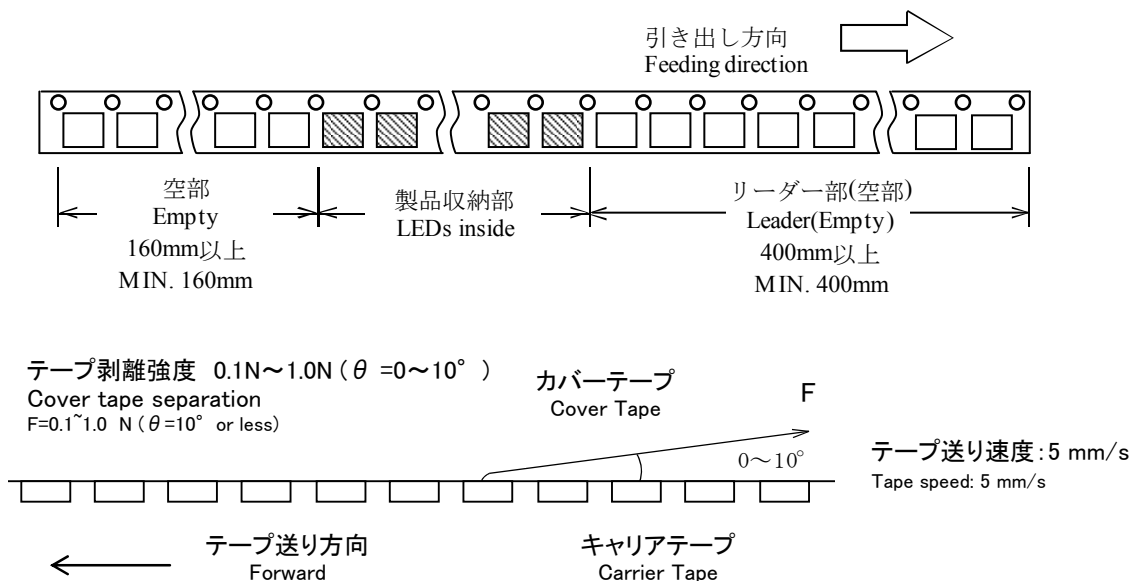 引き出し方向
Feeding direction
空部
Empty
160mm以上
MIN. 160mm
製品収納部
LEDs inside
リーダー部(空部)
Leader(Empty)
400mm以上
MIN. 400mm
テープ剥離強度 0.1N～1.0N(θ=0～10°)
Cover tape separation
F=0.1~1.0 N(θ=10° or less)
カバーテープ
Cover Tape
F
0～10°
テープ送り速度:5 mm/s
Tape speed: 5 mm/s
テープ送り方向
Forward
キャリアテープ
Carrier Tape